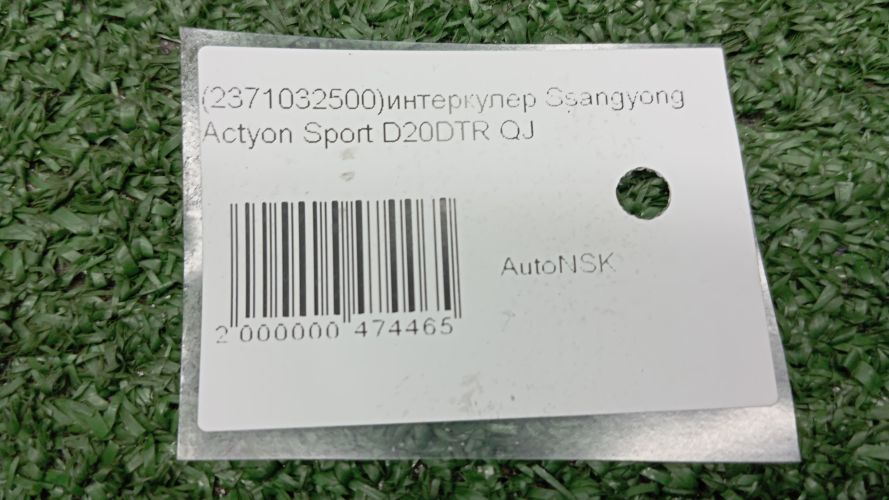 (2371032500)интеркулер Ssangyong
Actyon Sport D20DTR QJ
AutoNSK
2 000000 474465